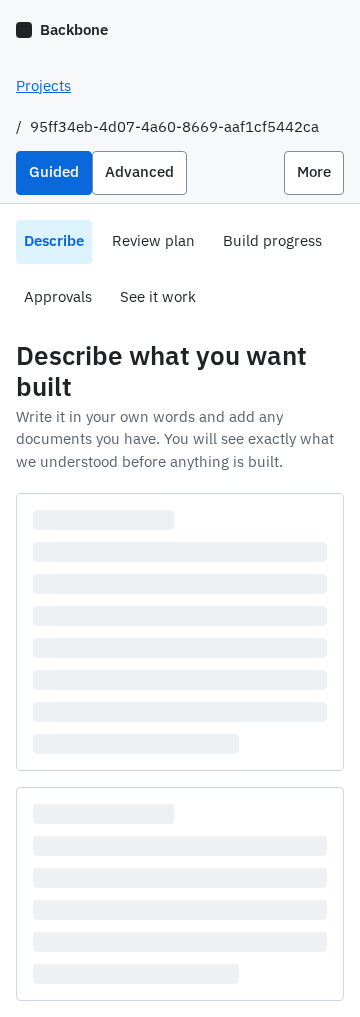 Backbone
Projects
/ 95ff34eb-4d07-4a60-8669-aaf1cf5442ca
Guided Advanced More
Describe Review plan Build progress
Approvals See it work
Describe what you want
built
Write it in your own words and add any
documents you have. You will see exactly what
we understood before anything is built.